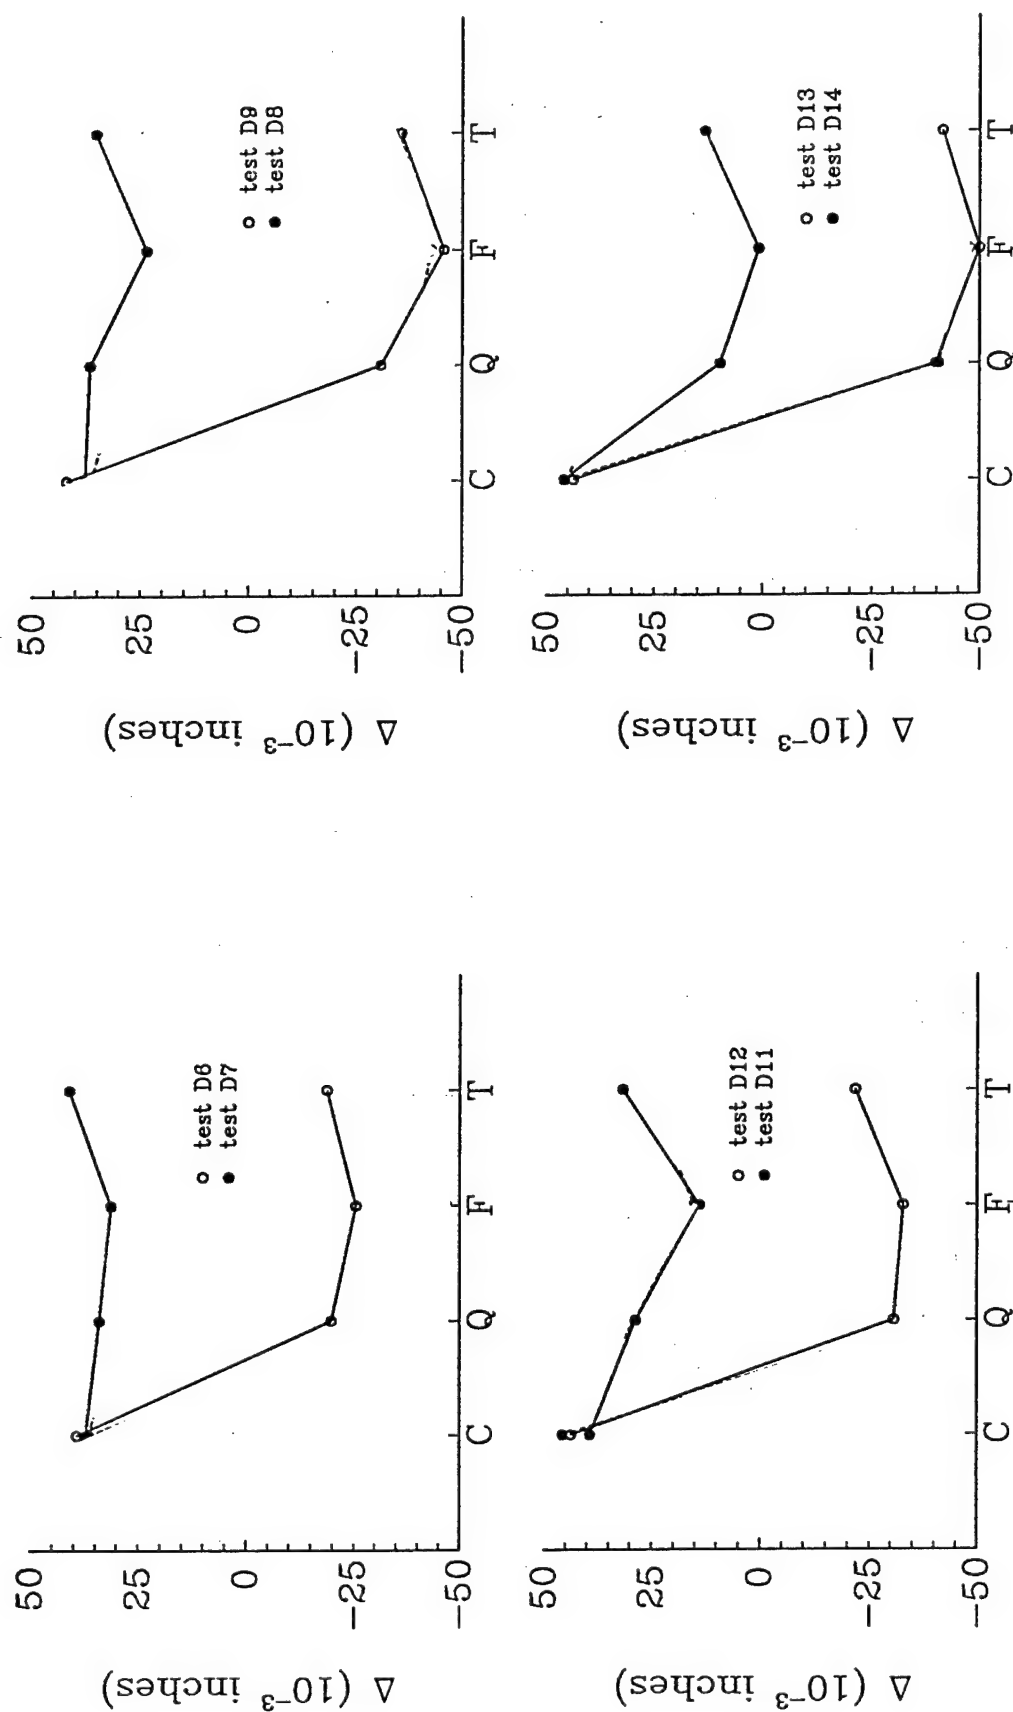 Δ (10⁻³ inches)
50
25
0
−25
−50
C
Q
F
T
test D6
test D7
Δ (10⁻³ inches)
50
25
0
−25
−50
C
Q
F
T
test D9
test D8
Δ (10⁻³ inches)
50
25
0
−25
−50
C
Q
F
T
test D12
test D11
Δ (10⁻³ inches)
50
25
0
−25
−50
C
Q
F
T
test D13
test D14